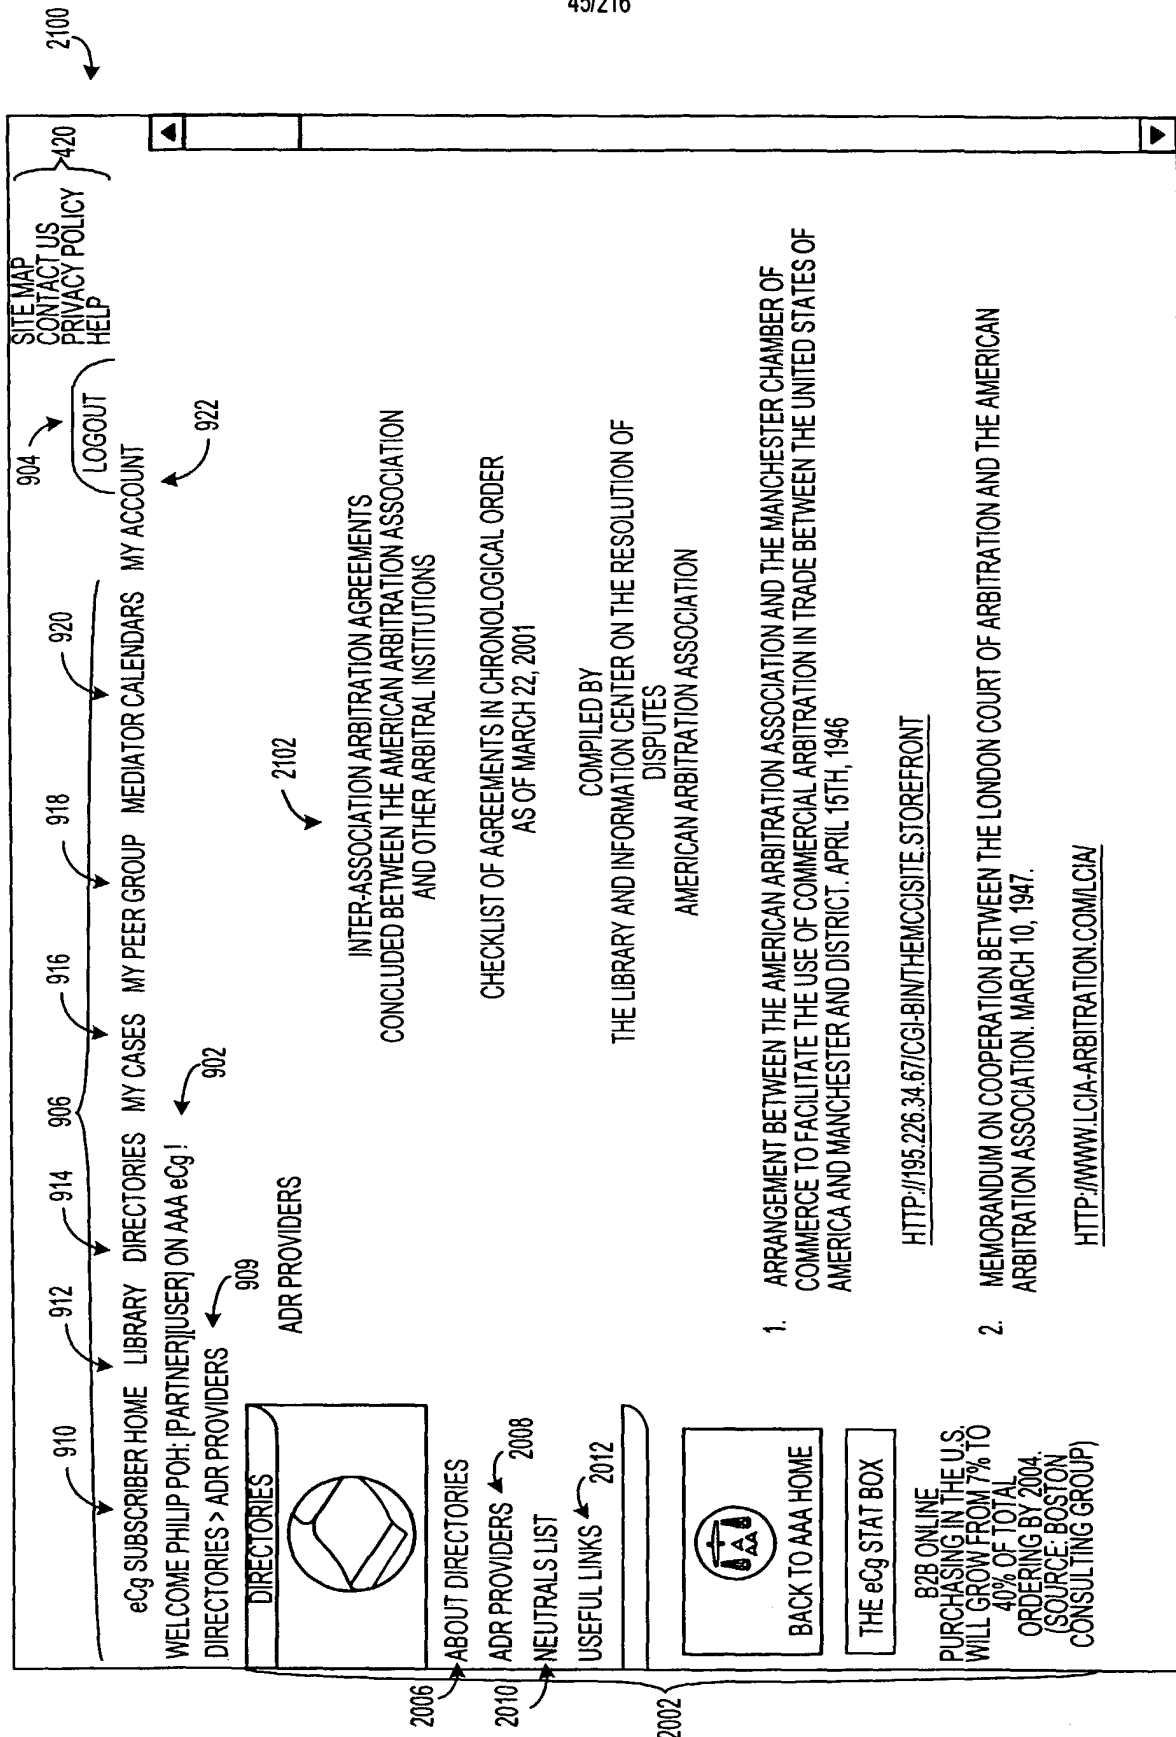 45/216
2100
SITE MAP
CONTACT US
PRIVACY POLICY
HELP
420
904
LOGOUT
906
910
912
914
916
918
920
eCg SUBSCRIBER HOME LIBRARY DIRECTORIES MY CASES MY PEER GROUP MEDIATOR CALENDARS MY ACCOUNT
922
WELCOME PHILIP POH: [PARTNER][USER] ON AAA eCg !
902
DIRECTORIES > ADR PROVIDERS
909
DIRECTORIES
2006
ABOUT DIRECTORIES
ADR PROVIDERS
2008
2010
NEUTRALS LIST
USEFUL LINKS
2012
2002
BACK TO AAA HOME
THE eCg STAT BOX
B2B ONLINE
PURCHASING IN THE U.S.
WILL GROW FROM 7% TO
40% OF TOTAL
ORDERING BY 2004.
(SOURCE: BOSTON
CONSULTING GROUP)
ADR PROVIDERS
2102
INTER-ASSOCIATION ARBITRATION AGREEMENTS
CONCLUDED BETWEEN THE AMERICAN ARBITRATION ASSOCIATION
AND OTHER ARBITRAL INSTITUTIONS
CHECKLIST OF AGREEMENTS IN CHRONOLOGICAL ORDER
AS OF MARCH 22, 2001
COMPILED BY
THE LIBRARY AND INFORMATION CENTER ON THE RESOLUTION OF
DISPUTES
AMERICAN ARBITRATION ASSOCIATION
1. ARRANGEMENT BETWEEN THE AMERICAN ARBITRATION ASSOCIATION AND THE MANCHESTER CHAMBER OF
COMMERCE TO FACILITATE THE USE OF COMMERCIAL ARBITRATION IN TRADE BETWEEN THE UNITED STATES OF
AMERICA AND MANCHESTER AND DISTRICT. APRIL 15TH, 1946
HTTP://195.226.34.67/CGI-BIN/THEMCCISITE.STOREFRONT
2. MEMORANDUM ON COOPERATION BETWEEN THE LONDON COURT OF ARBITRATION AND THE AMERICAN
ARBITRATION ASSOCIATION. MARCH 10, 1947.
HTTP://WWW.LCIA-ARBITRATION.COM/LCIA/